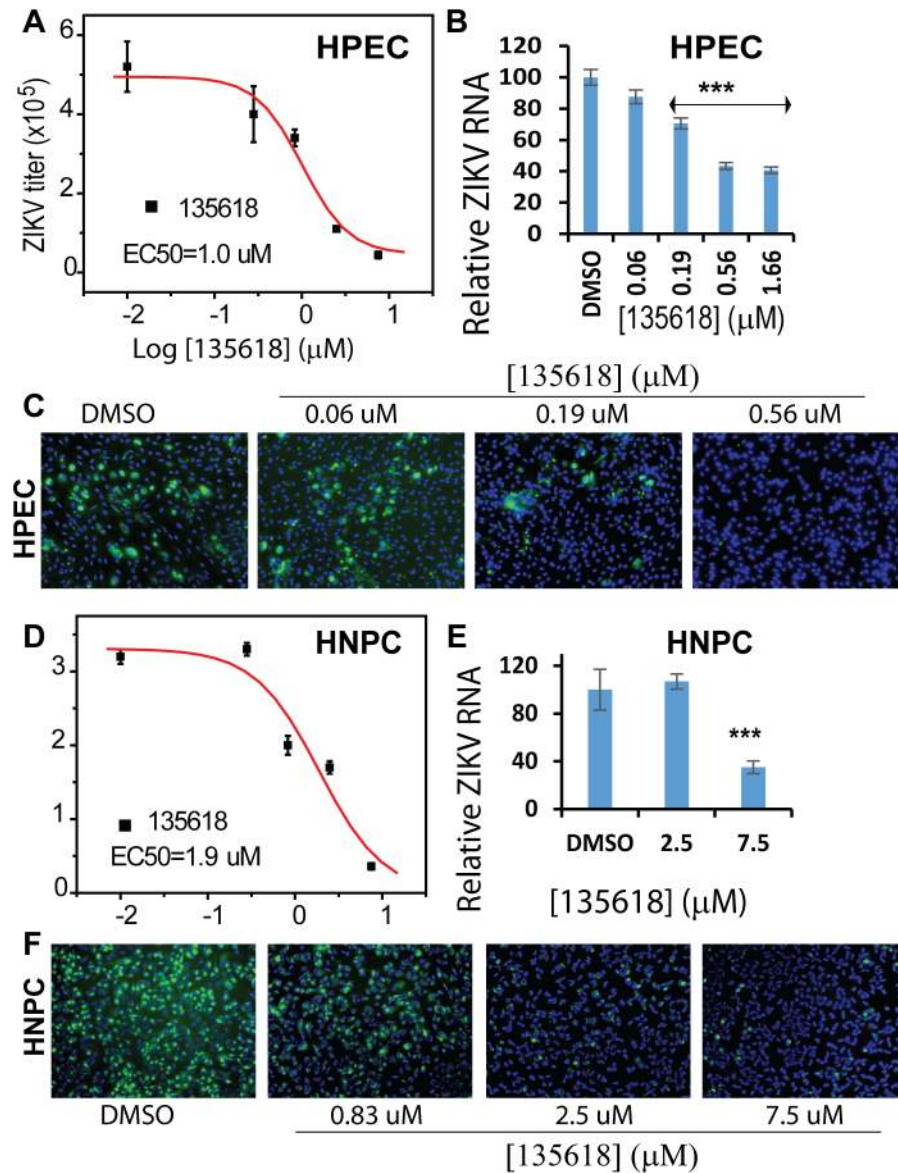 A
HPEC
ZIKV titer (x10⁵)
6
4
2
0
135618
EC50=1.0 uM
-2
-1
0
1
Log [135618] (μM)
B
HPEC
Relative ZIKV RNA
120
100
80
60
40
20
0
***
DMSO
0.06
0.19
0.56
1.66
[135618] (μM)
[135618] (μM)
C
DMSO
0.06 uM
0.19 uM
0.56 uM
HPEC
D
HNPC
3
2
1
0
135618
EC50=1.9 uM
-2
-1
0
1
E
HNPC
Relative ZIKV RNA
120
80
40
0
***
DMSO
2.5
7.5
[135618] (μM)
F
HNPC
DMSO
0.83 uM
2.5 uM
7.5 uM
[135618] (μM)